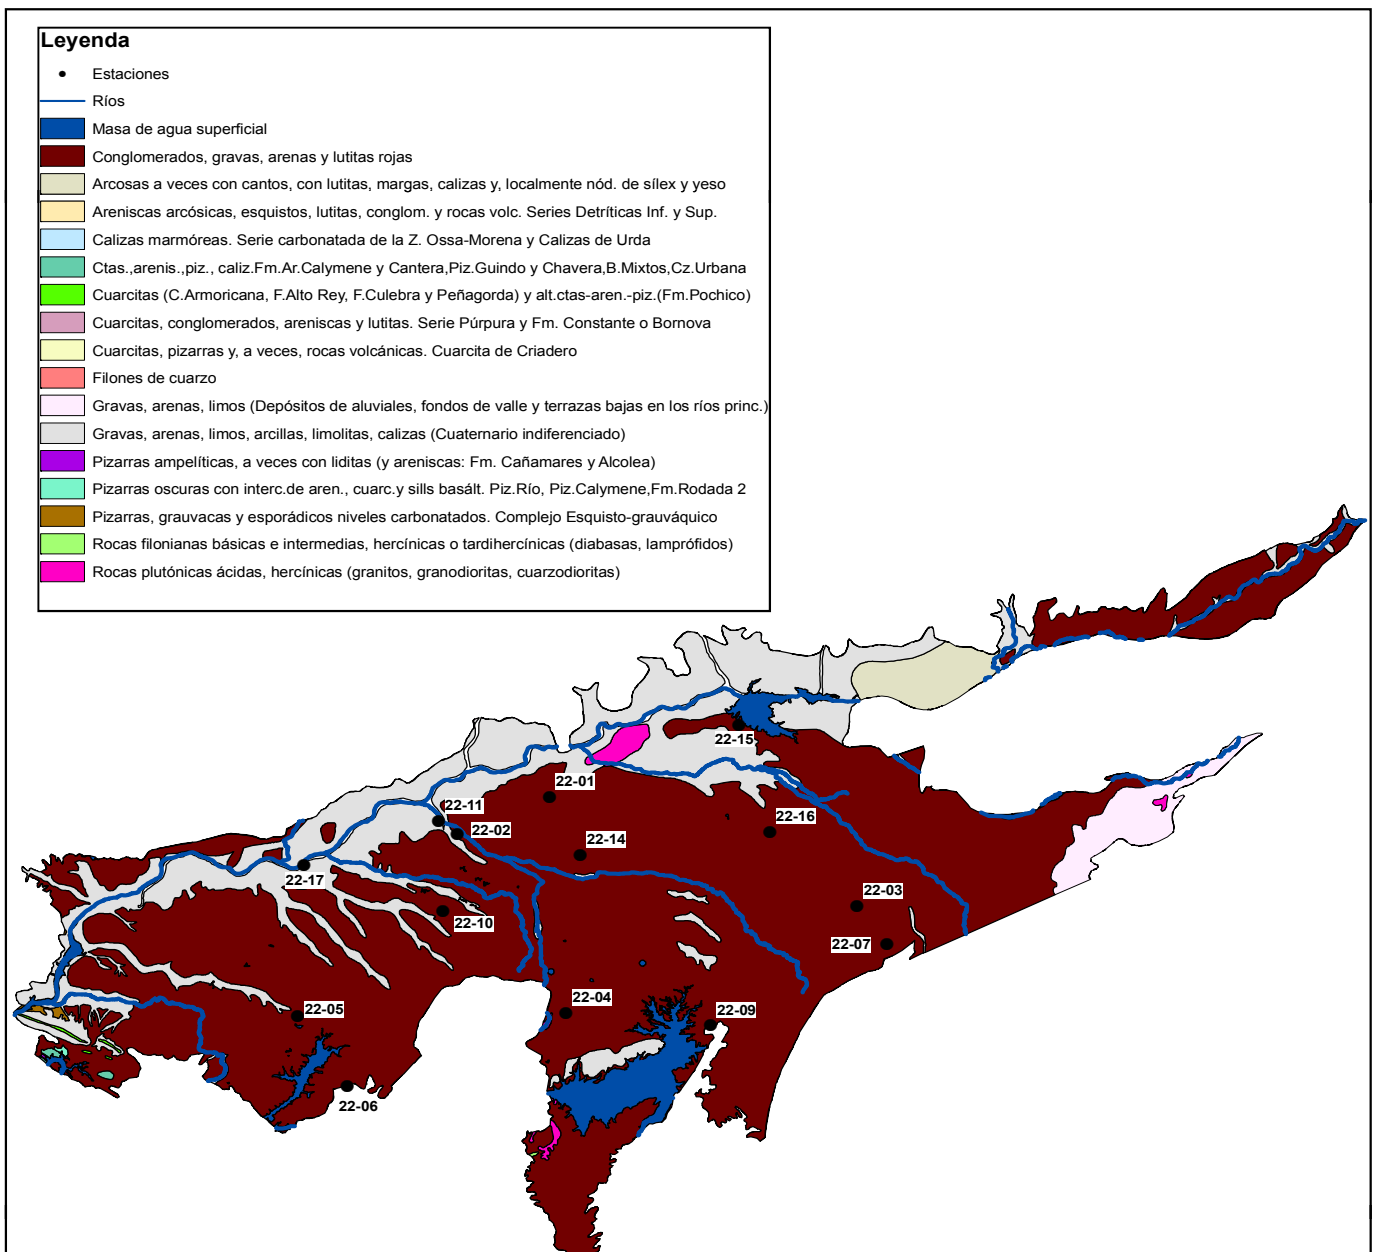 Leyenda
Estaciones
Ríos
Masa de agua superficial
Conglomerados, gravas, arenas y lutitas rojas
Arcosas a veces con cantos, con lutitas, margas, calizas y, localmente nód. de sílex y yeso
Areniscas arcósicas, esquistos, lutitas, conglom. y rocas volc. Series Detríticas Inf. y Sup.
Calizas marmóreas. Serie carbonatada de la Z. Ossa-Morena y Calizas de Urda
Ctas.,arenis.,piz., caliz.Fm.Ar.Calymene y Cantera,Piz.Guindo y Chavera,B.Mixtos,Cz.Urbana
Cuarcitas (C.Armoricana, F.Alto Rey, F.Culebra y Peñagorda) y alt.ctas-aren.-piz.(Fm.Pochico)
Cuarcitas, conglomerados, areniscas y lutitas. Serie Púrpura y Fm. Constante o Bornova
Cuarcitas, pizarras y, a veces, rocas volcánicas. Cuarcita de Criadero
Filones de cuarzo
Gravas, arenas, limos (Depósitos de aluviales, fondos de valle y terrazas bajas en los ríos princ.)
Gravas, arenas, limos, arcillas, limolitas, calizas (Cuaternario indiferenciado)
Pizarras ampelíticas, a veces con liditas (y areniscas: Fm. Cañamares y Alcolea)
Pizarras oscuras con interc.de aren., cuarc.y sills basált. Piz.Río, Piz.Calymene,Fm.Rodada 2
Pizarras, grauvacas y esporádicos niveles carbonatados. Complejo Esquisto-grauváquico
Rocas filonianas básicas e intermedias, hercínicas o tardihercínicas (diabasas, lamprófidos)
Rocas plutónicas ácidas, hercínicas (granitos, granodioritas, cuarzodioritas)
22-15
22-01
22-11
22-02
22-16
22-14
22-17
22-03
22-10
22-07
22-05
22-04
22-09
22-06